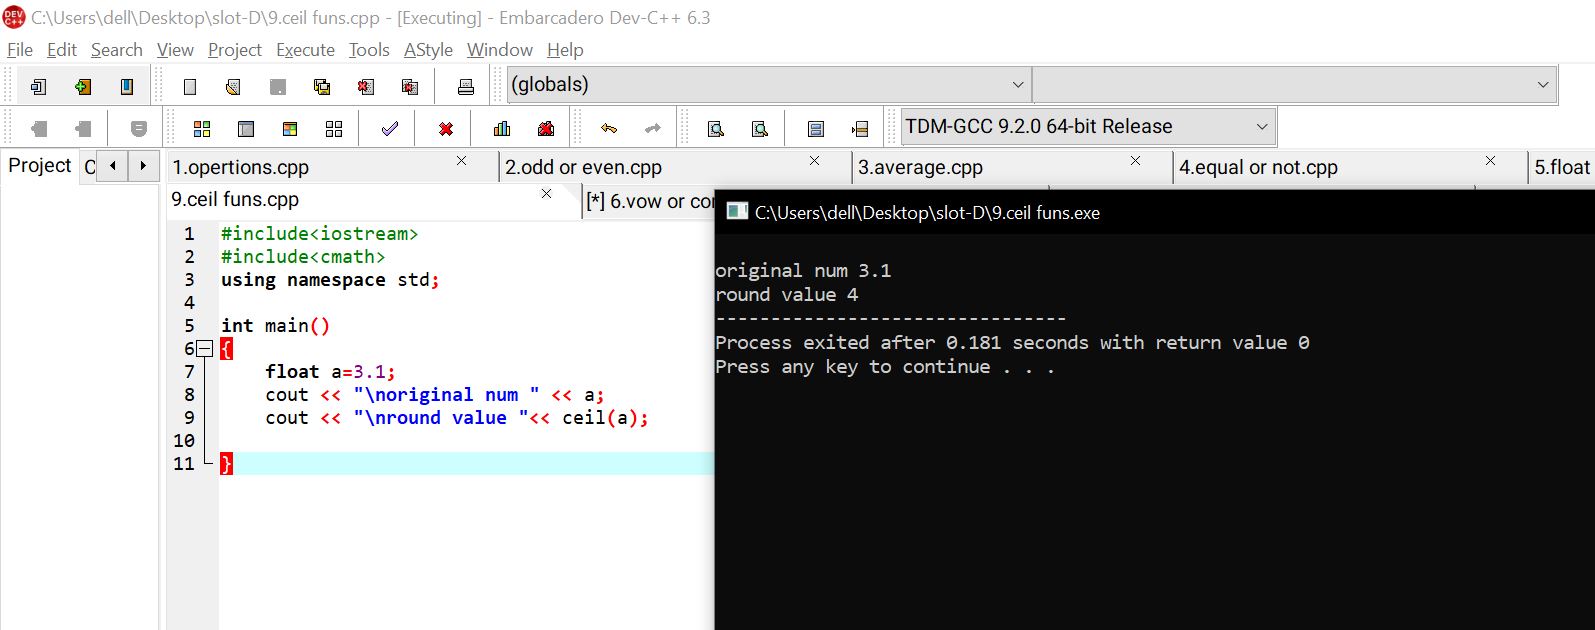 C:\Users\dell\Desktop\slot-D\9.ceil funs.cpp - [Executing] - Embarcadero Dev-C++ 6.3
File Edit Search View Project Execute Tools AStyle Window Help
(globals)
TDM-GCC 9.2.0 64-bit Release
Project C
1.opertions.cpp 2.odd or even.cpp 3.average.cpp 4.equal or not.cpp 5.float
9.ceil funs.cpp [*] 6.vow or con
1 #include<iostream>
2 #include<cmath>
3 using namespace std;
4
5 int main()
6 {
7 float a=3.1;
8 cout << "\noriginal num " << a;
9 cout << "\nround value "<< ceil(a);
10
11 }
C:\Users\dell\Desktop\slot-D\9.ceil funs.exe
original num 3.1
round value 4
--------------------------------
Process exited after 0.181 seconds with return value 0
Press any key to continue . . .